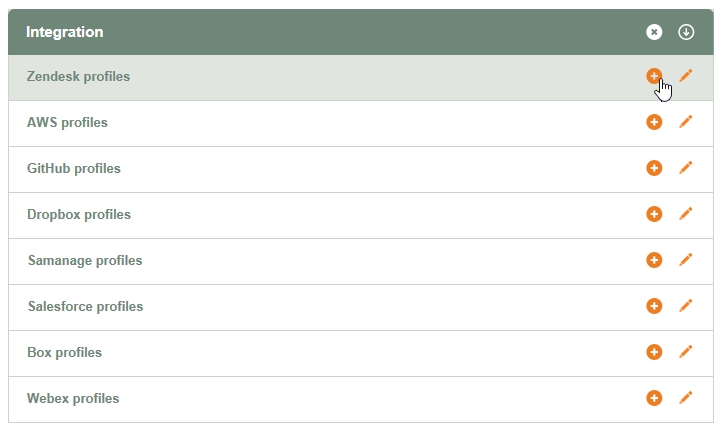 Integration
Zendesk profiles
AWS profiles
GitHub profiles
Dropbox profiles
Samanage profiles
Salesforce profiles
Box profiles
Webex profiles